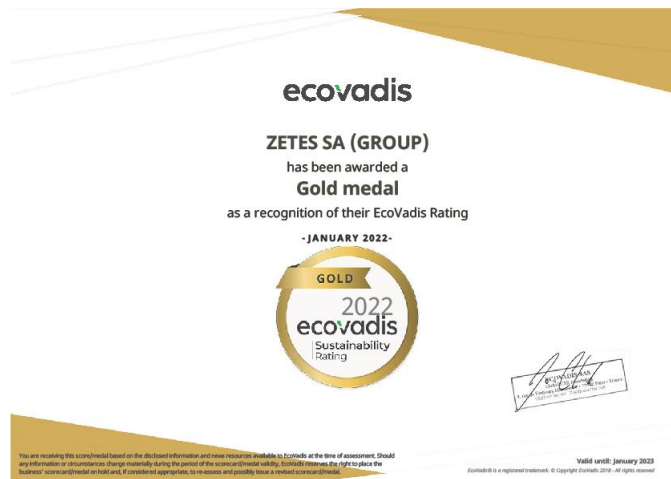 ecovadis
ZETES SA (GROUP)
has been awarded a
Gold medal
as a recognition of their EcoVadis Rating
- JANUARY 2022-
GOLD
2022
ecovadis
Sustainability
Rating
ECOVADIS SAS
You are receiving this score/medal based on the disclosed information and news resources available to EcoVadis at the time of assessment. Should
any information or circumstances change materially during the period of the scorecard/medal validity, EcoVadis reserves the right to place the
business' scorecard/medal on hold and, if considered appropriate, to re-assess and possibly issue a revised scorecard/medal.
Valid until: January 2023
EcoVadis® is a registered trademark. © Copyright EcoVadis 2018 - All rights reserved